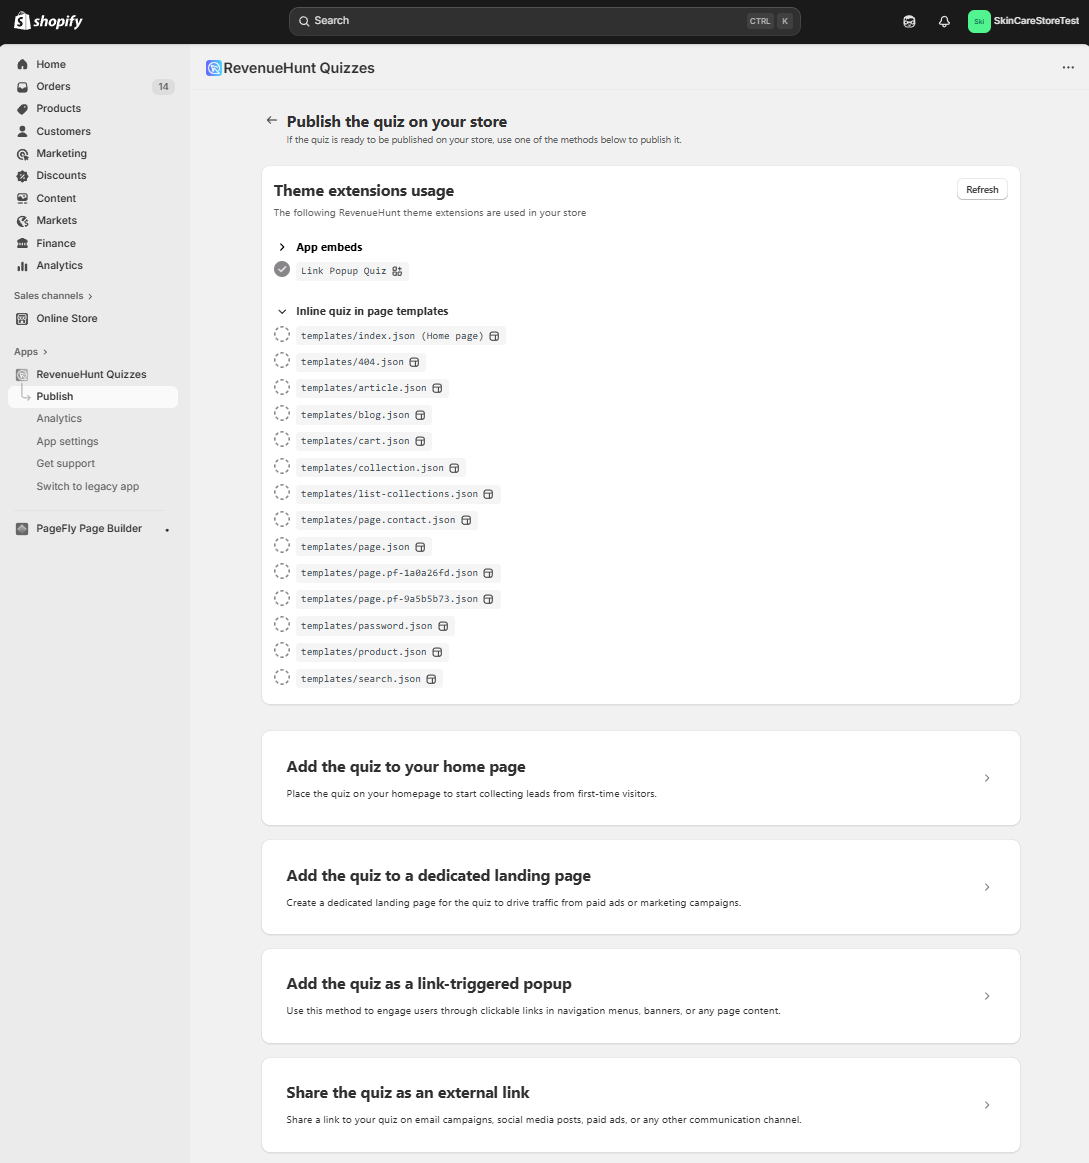 shopify
Search
CTRL K
Ski
SkinCareStoreTest
Home
Orders
14
Products
Customers
Marketing
Discounts
Content
Markets
Finance
Analytics
Sales channels
Online Store
Apps
RevenueHunt Quizzes
Publish
Analytics
App settings
Get support
Switch to legacy app
PageFly Page Builder
RevenueHunt Quizzes
Publish the quiz on your store
If the quiz is ready to be published on your store, use one of the methods below to publish it.
Theme extensions usage
Refresh
The following RevenueHunt theme extensions are used in your store
App embeds
Link Popup Quiz
Inline quiz in page templates
templates/index.json (Home page)
templates/404.json
templates/article.json
templates/blog.json
templates/cart.json
templates/collection.json
templates/list-collections.json
templates/page.contact.json
templates/page.json
templates/page.pf-1a0a26fd.json
templates/page.pf-9a5b5b73.json
templates/password.json
templates/product.json
templates/search.json
Add the quiz to your home page
Place the quiz on your homepage to start collecting leads from first-time visitors.
Add the quiz to a dedicated landing page
Create a dedicated landing page for the quiz to drive traffic from paid ads or marketing campaigns.
Add the quiz as a link-triggered popup
Use this method to engage users through clickable links in navigation menus, banners, or any page content.
Share the quiz as an external link
Share a link to your quiz on email campaigns, social media posts, paid ads, or any other communication channel.